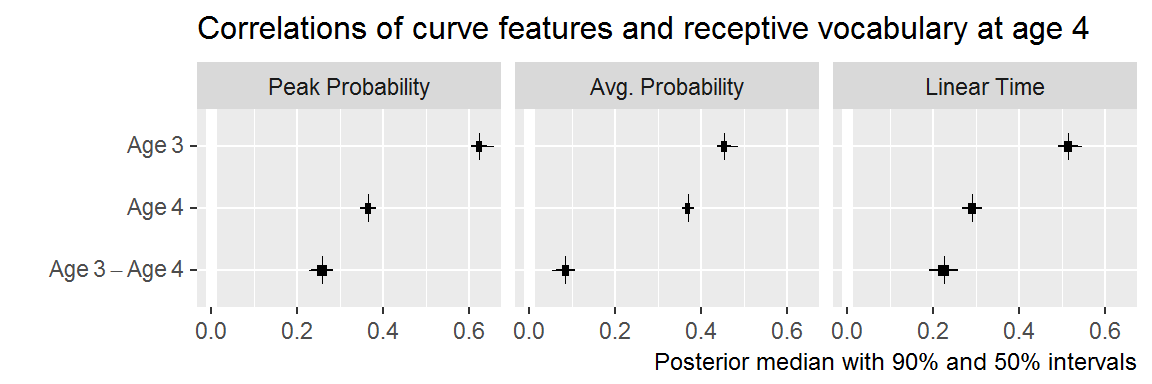 Correlations of curve features and receptive vocabulary at age 4
Peak Probability Avg. Probability Linear Time
Age 3
Age 4
Age 3 – Age 4
0.0 0.2 0.4 0.6 0.0 0.2 0.4 0.6 0.0 0.2 0.4 0.6
Posterior median with 90% and 50% intervals